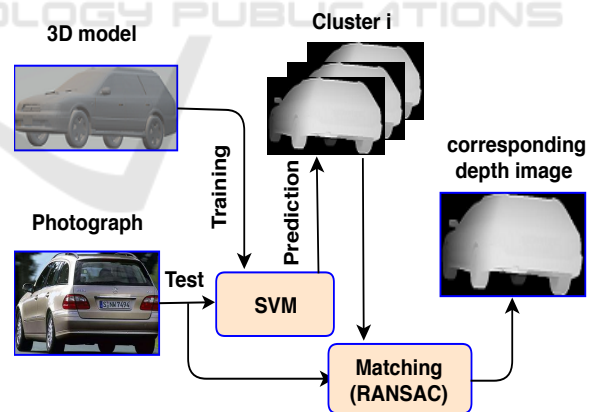 OLOGY PUBLICATIONS
3D model
Cluster i
Training
Prediction
corresponding
depth image
Photograph
Test
SVM
Matching
(RANSAC)